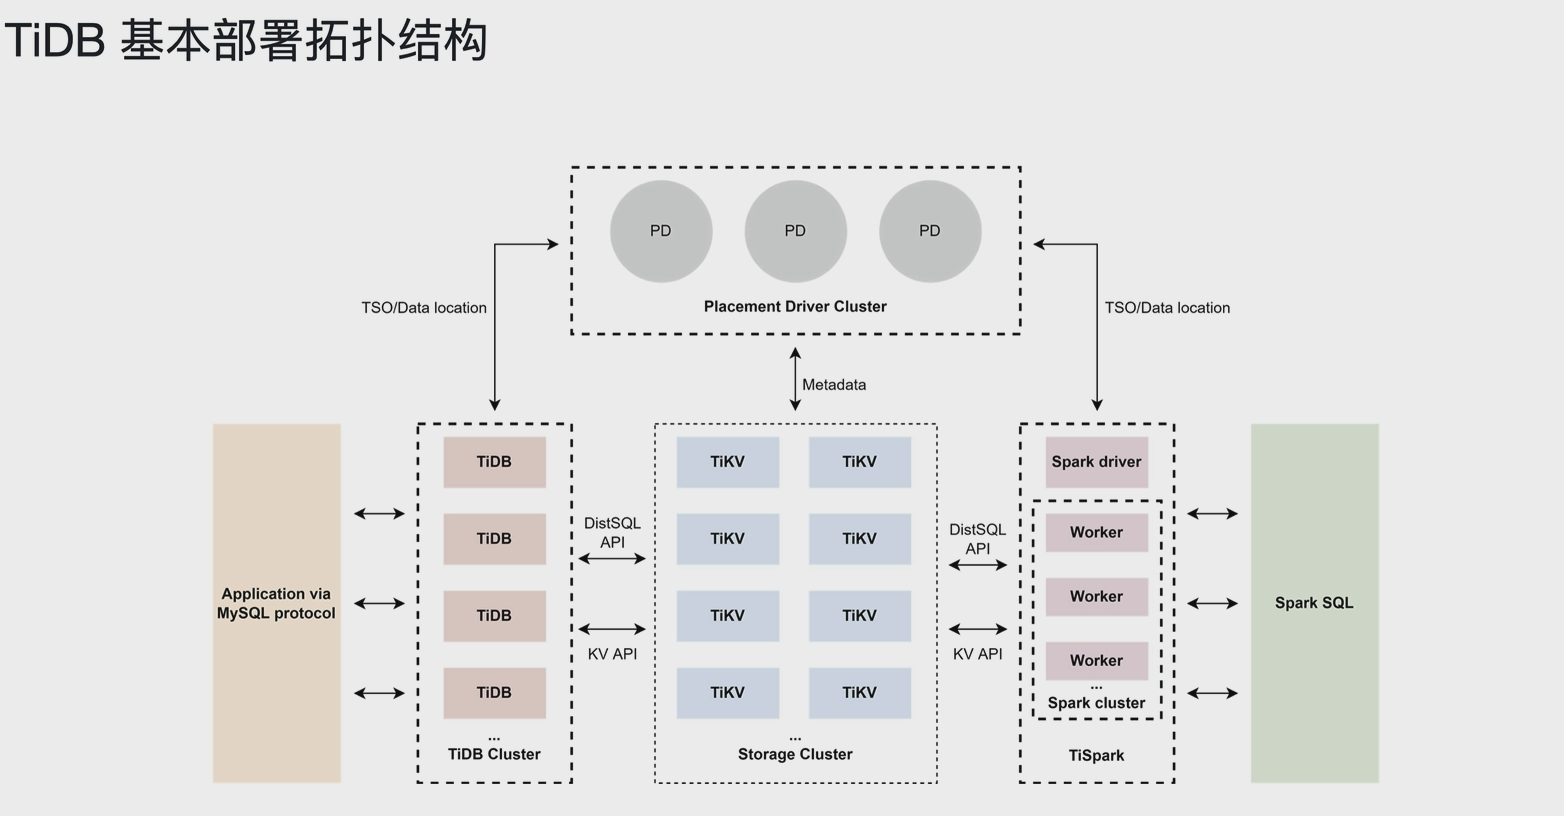 TiDB 基本部署拓扑结构
PD
PD
PD
Placement Driver Cluster
TSO/Data location
TSO/Data location
Metadata
Application via
MySQL protocol
TiDB
TiDB
TiDB
TiDB
...
TiDB Cluster
DistSQL
API
KV API
TiKV
TiKV
TiKV
TiKV
TiKV
TiKV
TiKV
TiKV
...
Storage Cluster
DistSQL
API
KV API
Spark driver
Worker
Worker
Worker
...
Spark cluster
TiSpark
Spark SQL